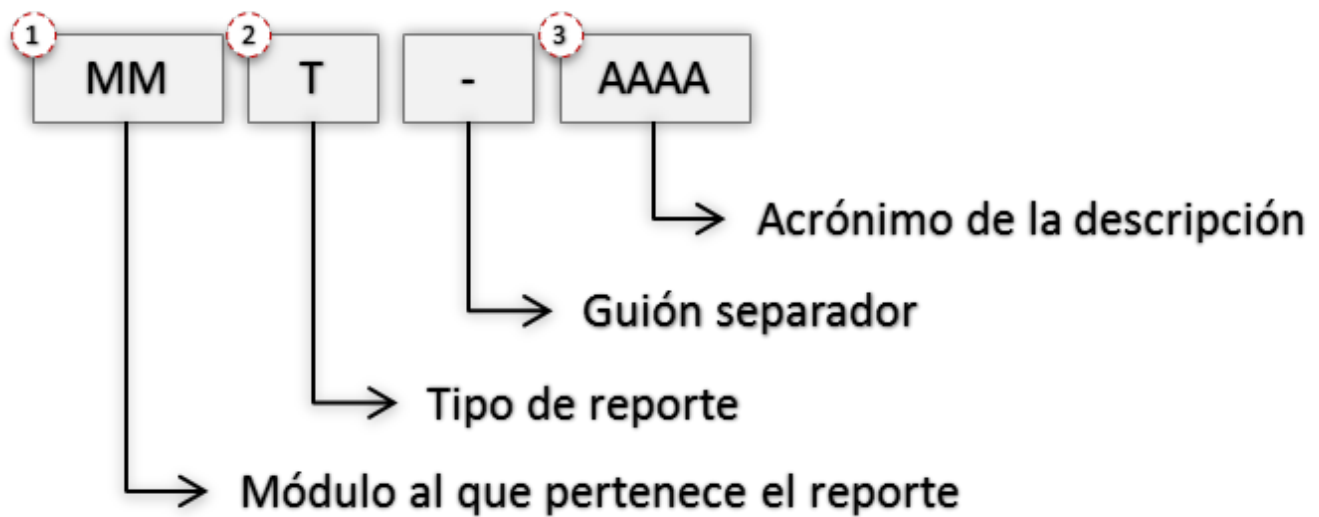 1 2 3
MM T - AAAA
Acrónimo de la descripción
Guión separador
Tipo de reporte
Módulo al que pertenece el reporte